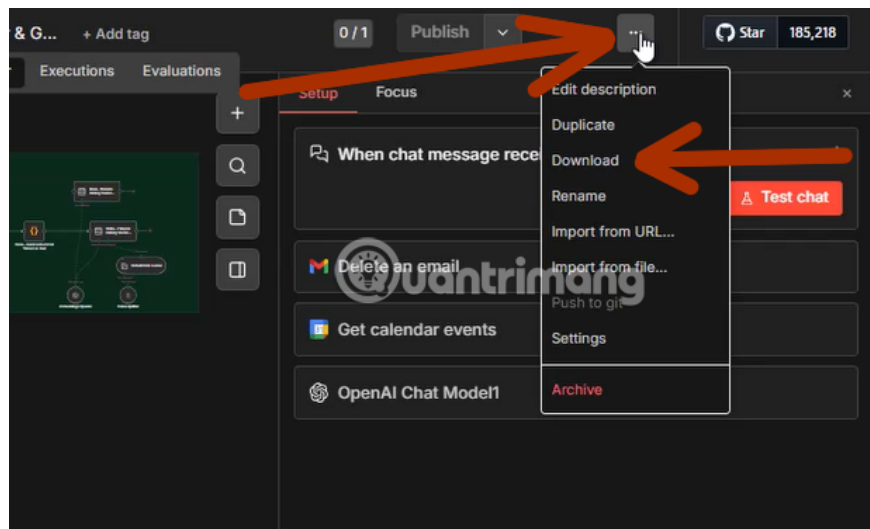 & G... + Add tag
0 / 1
Publish
...
Star 185,218
Executions Evaluations
Setup Focus
Edit description
Duplicate
Download
Rename
Import from URL...
Import from file...
Push to git
Settings
Archive
When chat message rece
Test chat
Delete an email
Get calendar events
OpenAI Chat Model1
Quantrimang